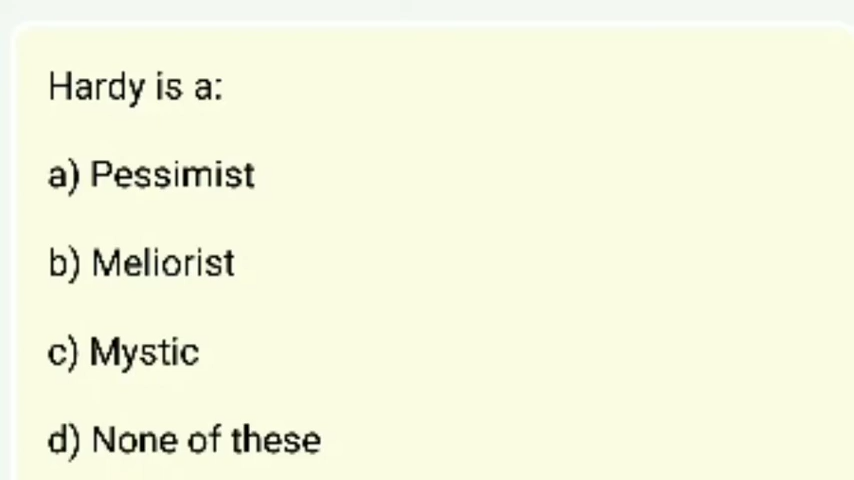 Hardy is a:
a) Pessimist
b) Meliorist
c) Mystic
d) None of these